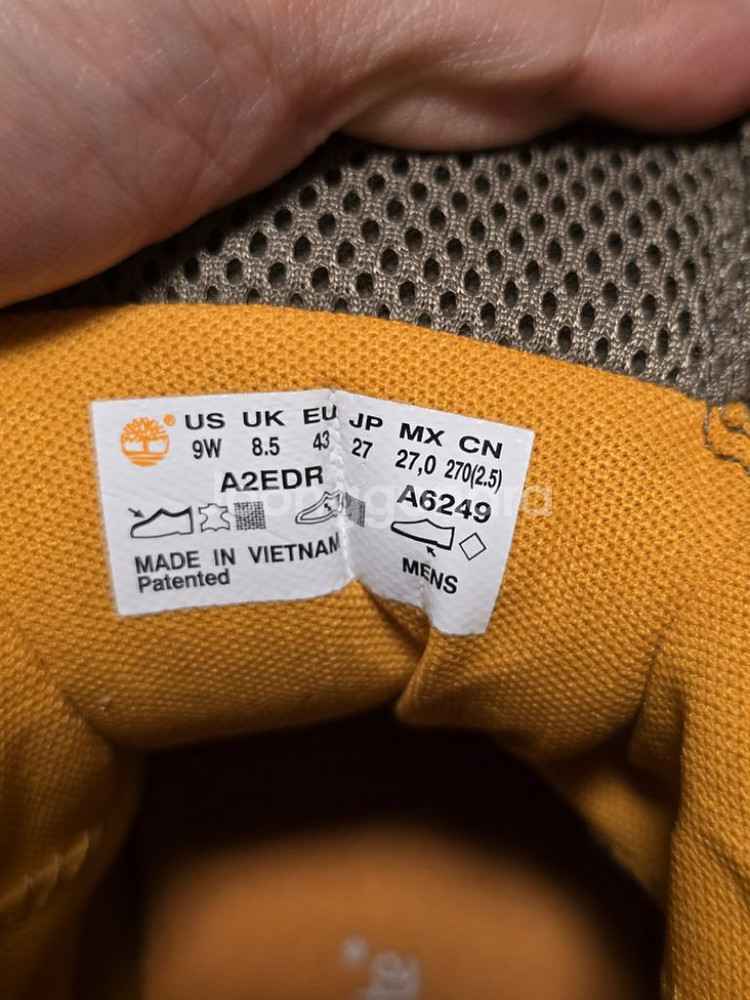 ® US UK EU JP MX CN
9W 8.5 43 27 27,0 270(2.5)
A2EDR A6249
MADE IN VIETNAM MENS
Patented